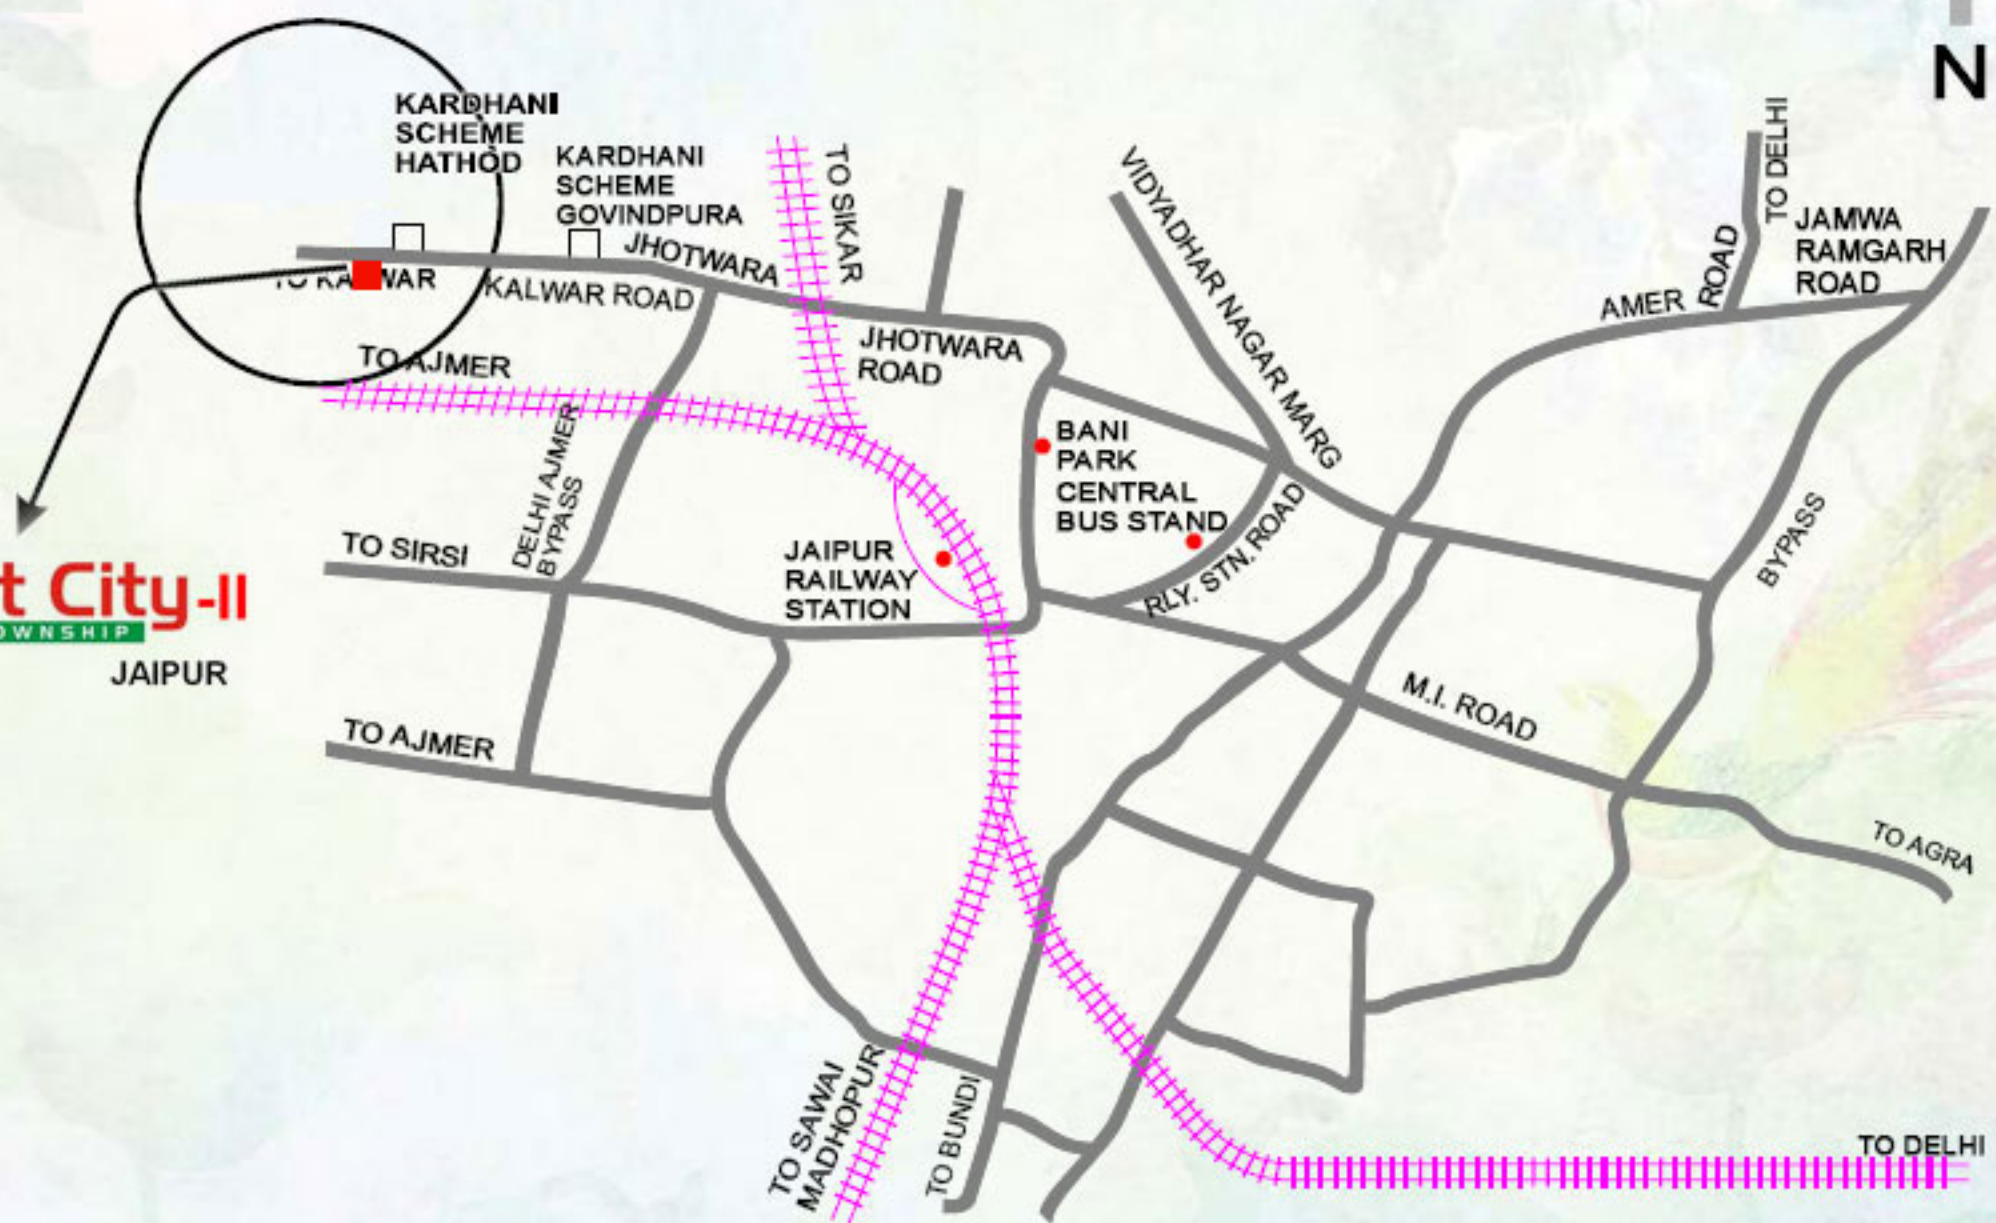 N
KARDHANI
SCHEME
HATHOD
KARDHANI
SCHEME
GOVINDPURA
JHOTWARA
TO SIKAR
VIDYADHAR NAGAR MARG
TO DELHI
JAMWA
RAMGARH
ROAD
AMER ROAD
KALWAR ROAD
JHOTWARA
ROAD
TO AJMER
DELHI AJMER
BYPASS
BANI
PARK
CENTRAL
BUS STAND
RLY. STN. ROAD
BYPASS
TO SIRSI
JAIPUR
RAILWAY
STATION
City-II
JAIPUR
TO AJMER
M.I. ROAD
TO AGRA
TO SAWAI
MADHOPUR
TO BUNDI
TO DELHI